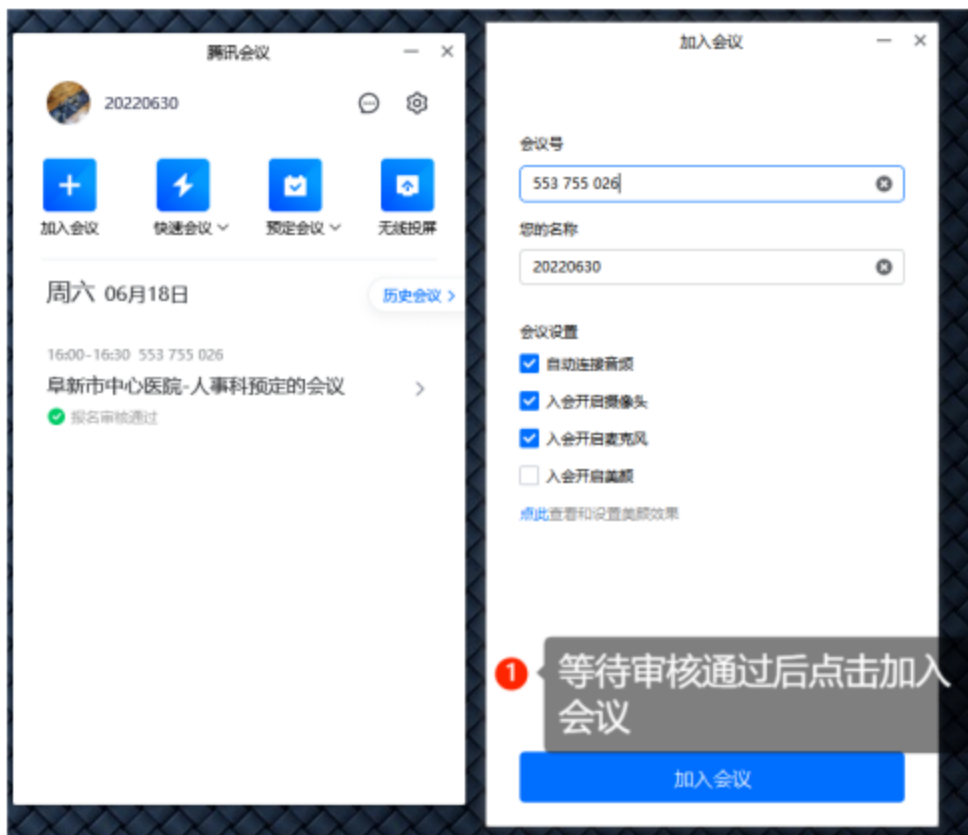 腾讯会议
20220630
加入会议
快速会议
预定会议
无线投屏
周六 06月18日
历史会议 >
16:00-16:30 553 755 026
阜新市中心医院-人事科预定的会议
报名审核通过
加入会议
会议号
553 755 026
您的名称
20220630
会议设置
自动连接音频
入会开启摄像头
入会开启麦克风
入会开启美颜
点此查看和设置美颜效果
1
等待审核通过后点击加入
会议
加入会议